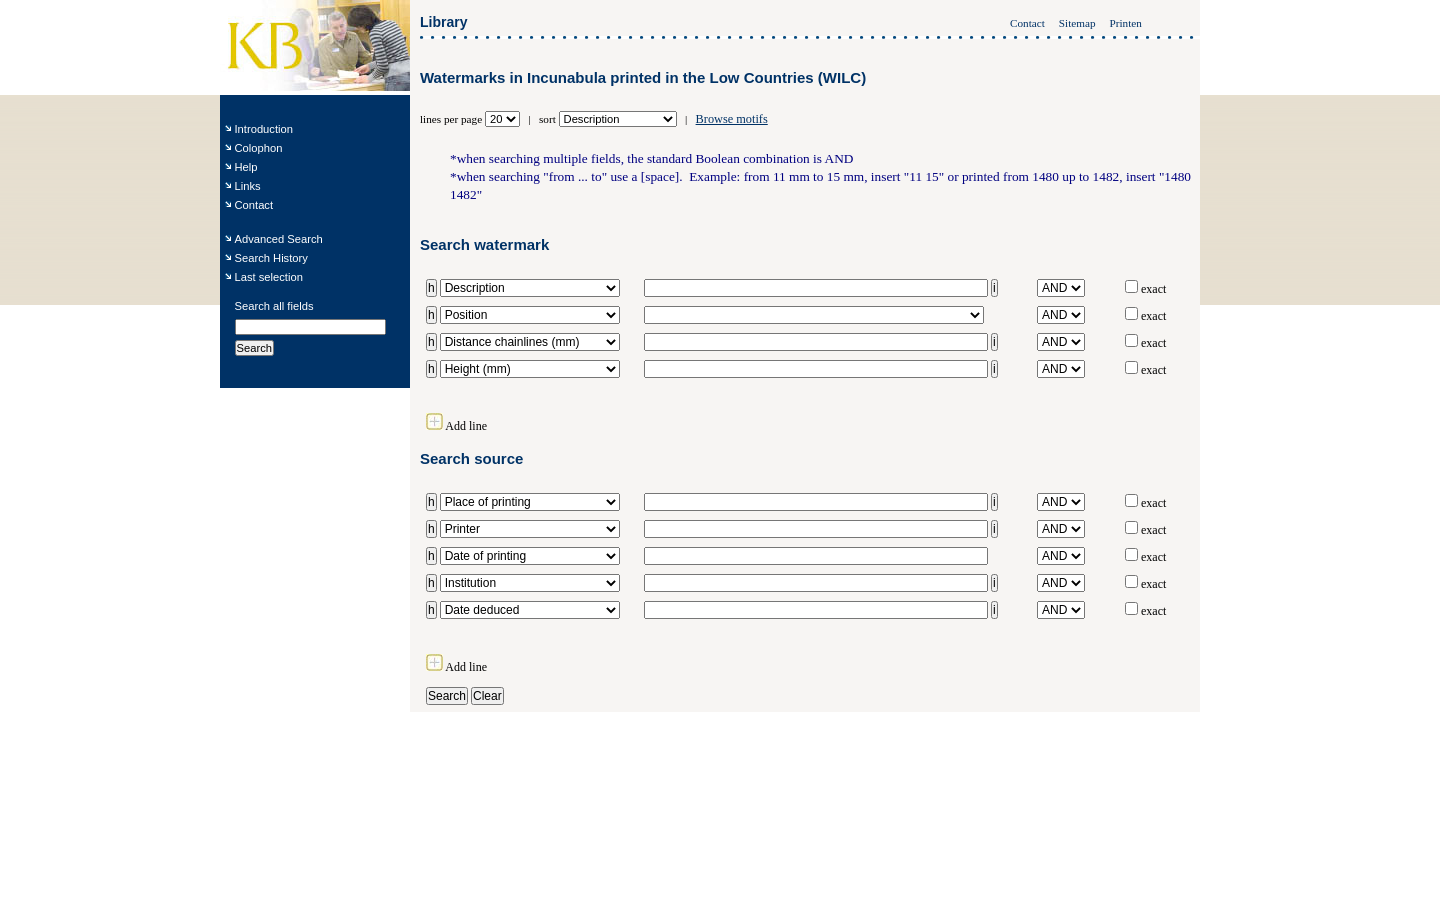 KB
Library
Contact Sitemap Printen
Watermarks in Incunabula printed in the Low Countries (WILC)
lines per page 20 | sort Description | Browse motifs
*when searching multiple fields, the standard Boolean combination is AND
*when searching "from ... to" use a [space].  Example: from 11 mm to 15 mm, insert "11 15" or printed from 1480 up to 1482, insert "1480
1482"
Introduction
Colophon
Help
Links
Contact
Advanced Search
Search History
Last selection
Search all fields
Search
Search watermark
h Description i AND exact
h Position AND exact
h Distance chainlines (mm) i AND exact
h Height (mm) i AND exact
Add line
Search source
h Place of printing i AND exact
h Printer i AND exact
h Date of printing AND exact
h Institution i AND exact
h Date deduced i AND exact
Add line
Search Clear